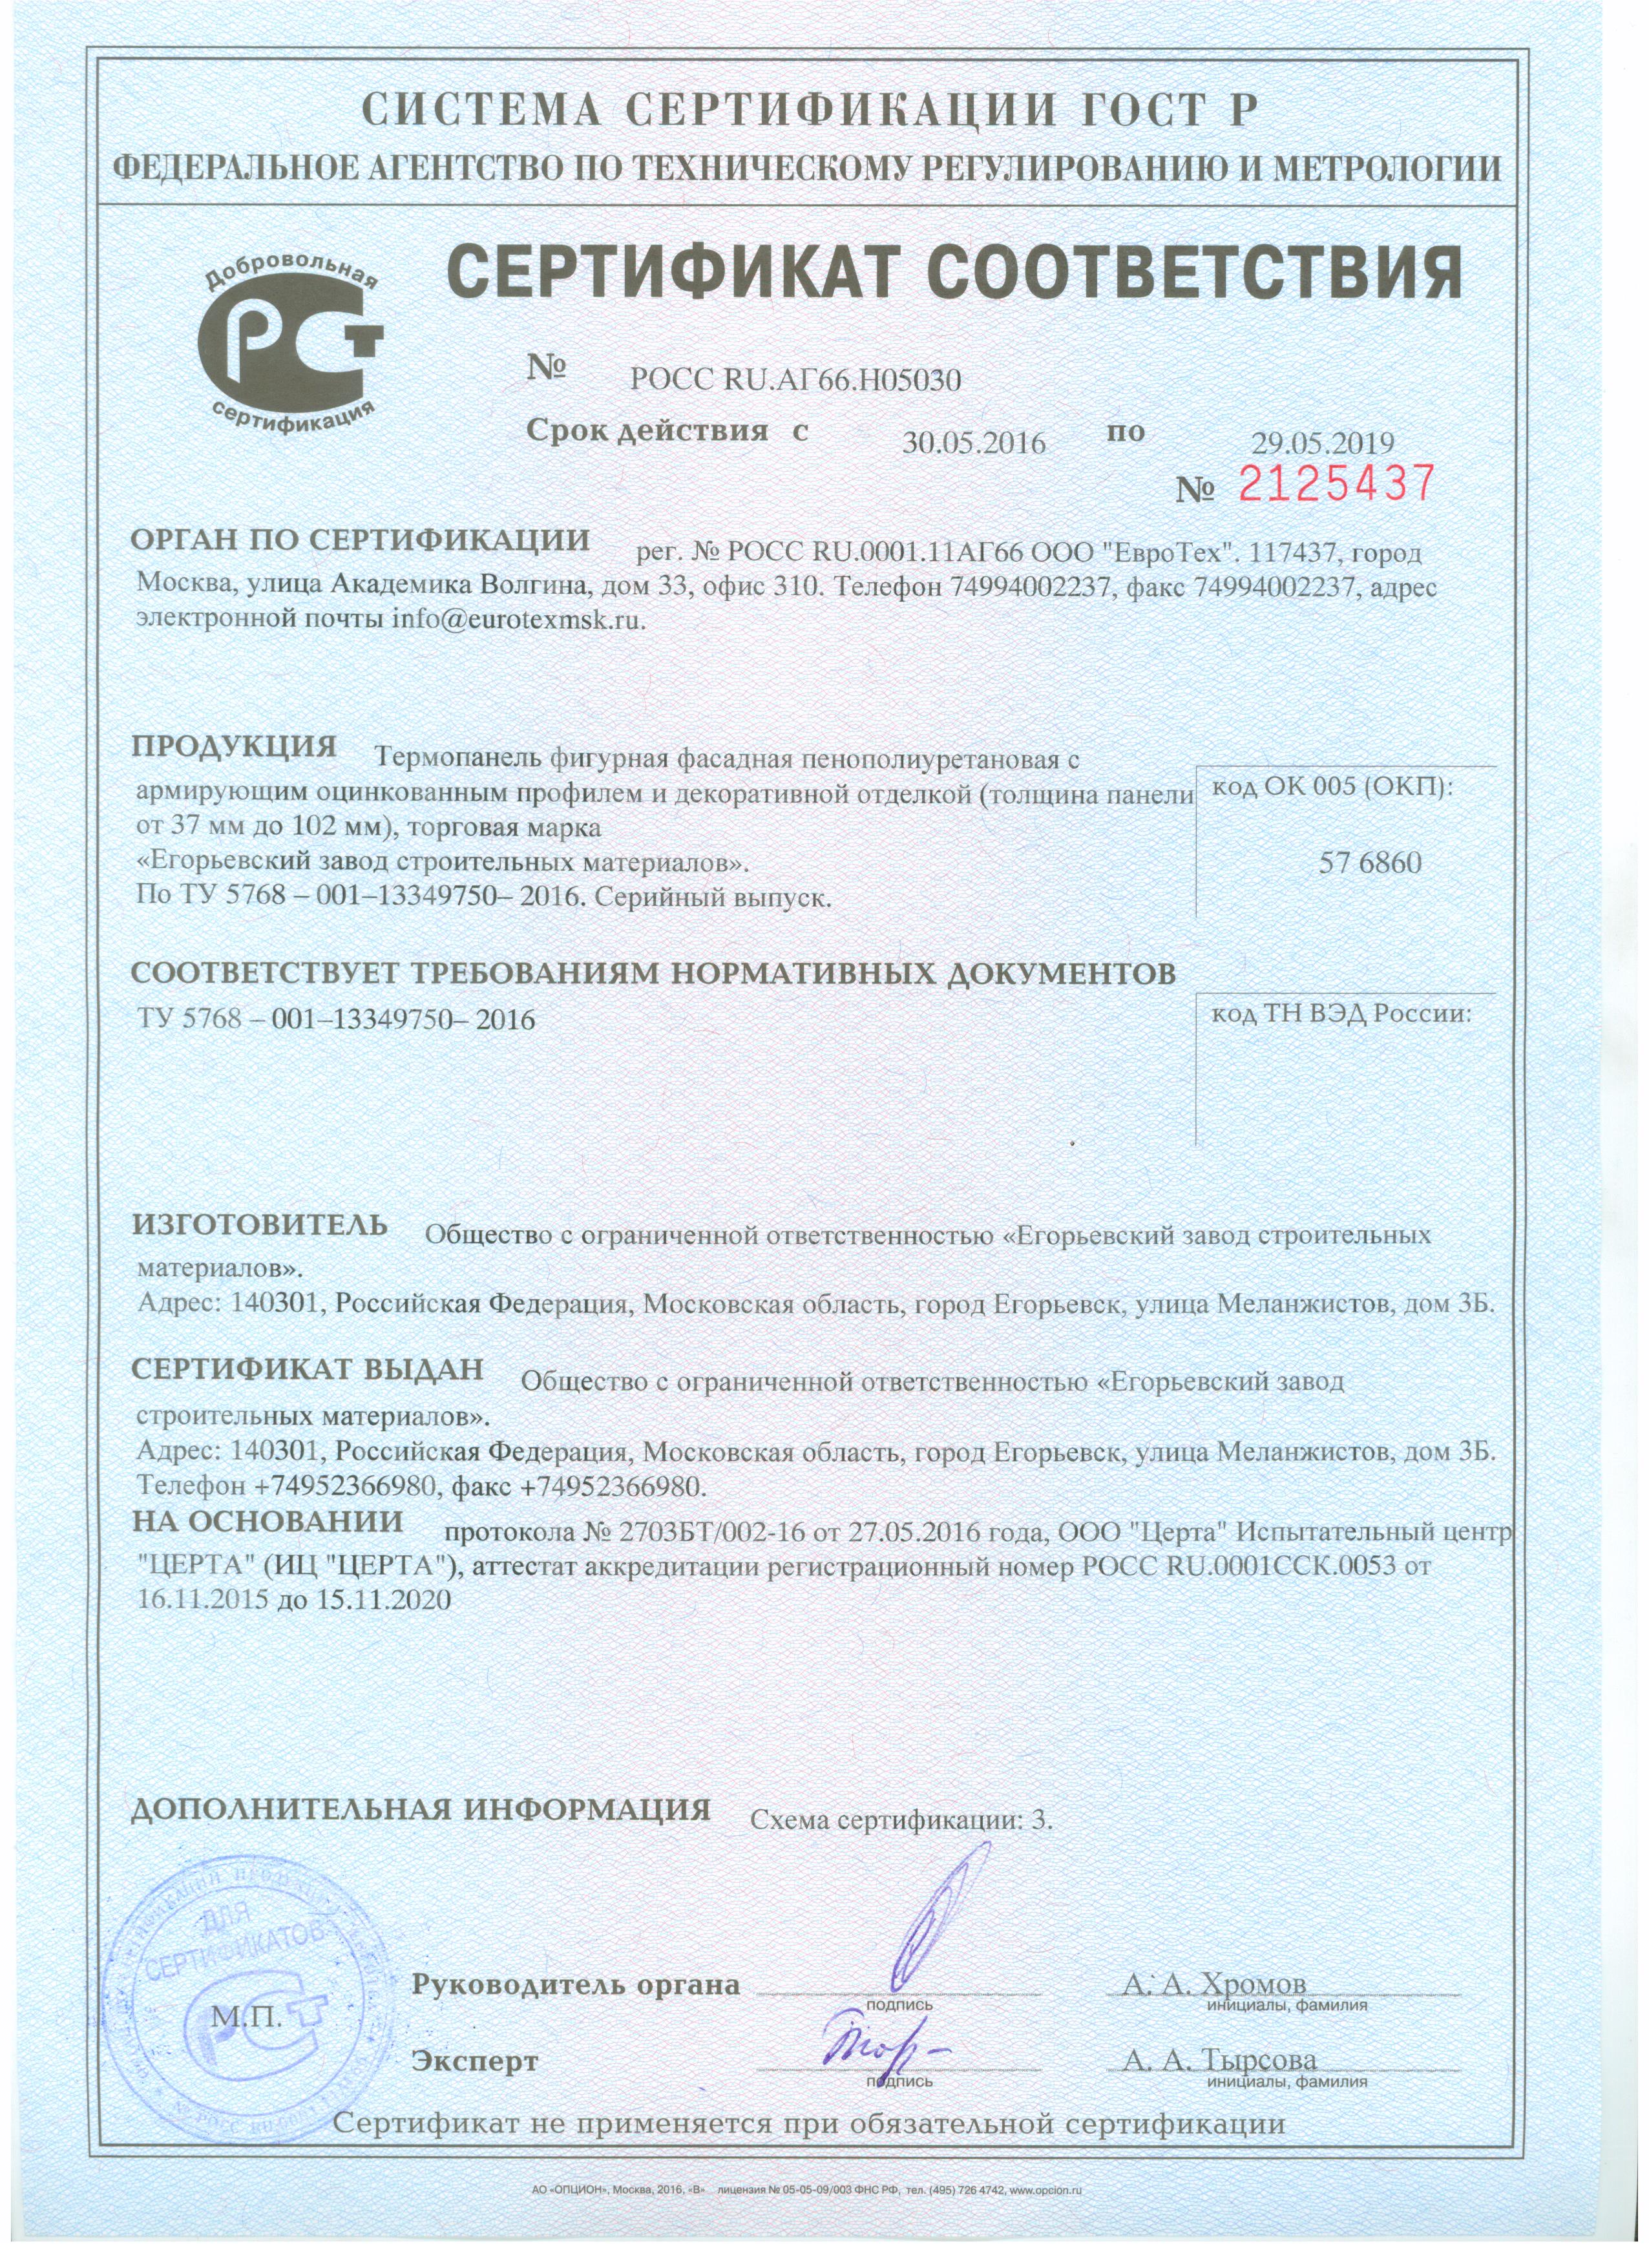 СИСТЕМА СЕРТИФИКАЦИИ ГОСТ Р
ФЕДЕРАЛЬНОЕ АГЕНТСТВО ПО ТЕХНИЧЕСКОМУ РЕГУЛИРОВАНИЮ И МЕТРОЛОГИИ
Добровольная
РСТ
сертификация
СЕРТИФИКАТ СООТВЕТСТВИЯ
№ РОСС RU.АГ66.Н05030
Срок действия с 30.05.2016 по 29.05.2019
№ 2125437
ОРГАН ПО СЕРТИФИКАЦИИ рег. № РОСС RU.0001.11АГ66 ООО "ЕвроТех". 117437, город
Москва, улица Академика Волгина, дом 33, офис 310. Телефон 74994002237, факс 74994002237, адрес
электронной почты info@eurotexmsk.ru.
ПРОДУКЦИЯ Термопанель фигурная фасадная пенополиуретановая с
армирующим оцинкованным профилем и декоративной отделкой (толщина панели
от 37 мм до 102 мм), торговая марка
«Егорьевский завод строительных материалов».
По ТУ 5768 – 001–13349750– 2016. Серийный выпуск.
код ОК 005 (ОКП):
57 6860
СООТВЕТСТВУЕТ ТРЕБОВАНИЯМ НОРМАТИВНЫХ ДОКУМЕНТОВ
ТУ 5768 – 001–13349750– 2016
код ТН ВЭД России:
ИЗГОТОВИТЕЛЬ Общество с ограниченной ответственностью «Егорьевский завод строительных
материалов».
Адрес: 140301, Российская Федерация, Московская область, город Егорьевск, улица Меланжистов, дом 3Б.
СЕРТИФИКАТ ВЫДАН Общество с ограниченной ответственностью «Егорьевский завод
строительных материалов».
Адрес: 140301, Российская Федерация, Московская область, город Егорьевск, улица Меланжистов, дом 3Б.
Телефон +74952366980, факс +74952366980.
НА ОСНОВАНИИ протокола № 2703БТ/002-16 от 27.05.2016 года, ООО "Церта" Испытательный центр
"ЦЕРТА" (ИЦ "ЦЕРТА"), аттестат аккредитации регистрационный номер РОСС RU.0001ССК.0053 от
16.11.2015 до 15.11.2020
ДОПОЛНИТЕЛЬНАЯ ИНФОРМАЦИЯ Схема сертификации: 3.
ДЛЯ
СЕРТИФИКАТОВ
РСТ
М.П.
Руководитель органа
подпись
А. А. Хромов
инициалы, фамилия
Эксперт
подпись
А. А. Тырсова
инициалы, фамилия
Сертификат не применяется при обязательной сертификации
АО «ОПЦИОН», Москва, 2016, «В» лицензия № 05-05-09/003 ФНС РФ, тел. (495) 726 4742, www.opcion.ru